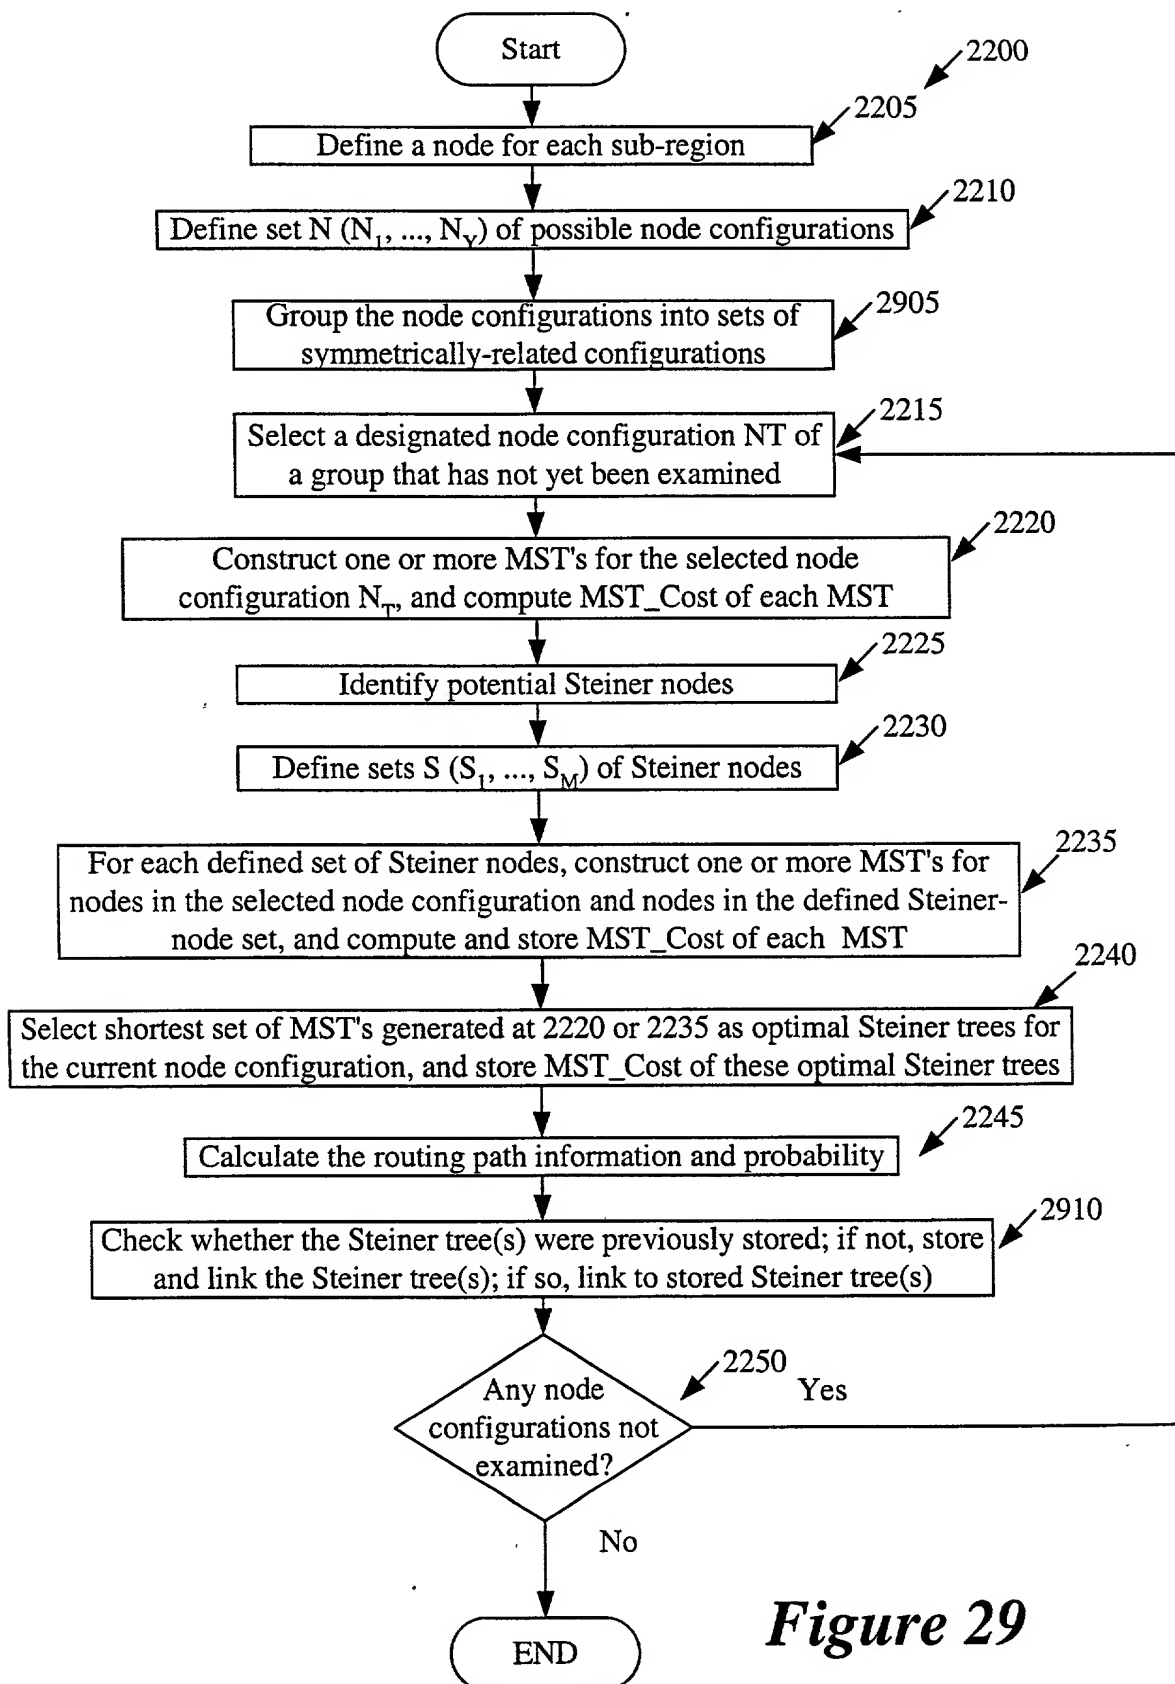 Start
2200
2205
Define a node for each sub-region
2210
Define set N (N1, ..., NY) of possible node configurations
2905
Group the node configurations into sets of
symmetrically-related configurations
2215
Select a designated node configuration NT of
a group that has not yet been examined
2220
Construct one or more MST's for the selected node
configuration NT, and compute MST_Cost of each MST
2225
Identify potential Steiner nodes
2230
Define sets S (S1, ..., SM) of Steiner nodes
2235
For each defined set of Steiner nodes, construct one or more MST's for
nodes in the selected node configuration and nodes in the defined Steiner-
node set, and compute and store MST_Cost of each MST
2240
Select shortest set of MST's generated at 2220 or 2235 as optimal Steiner trees for
the current node configuration, and store MST_Cost of these optimal Steiner trees
2245
Calculate the routing path information and probability
2910
Check whether the Steiner tree(s) were previously stored; if not, store
and link the Steiner tree(s); if so, link to stored Steiner tree(s)
2250
Yes
Any node
configurations not
examined?
No
END
Figure 29